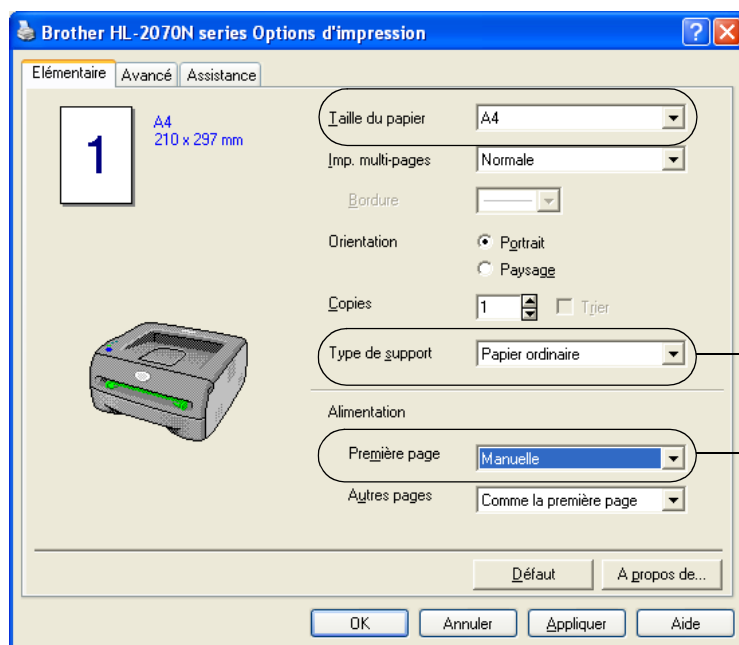 Brother HL-2070N series Options d'impression
Elémentaire Avancé Assistance
1
A4
210 x 297 mm
Taille du papier A4
Imp. multi-pages Normale
Bordure
Orientation Portrait
Paysage
Copies 1 Trier
Type de support Papier ordinaire
Alimentation
Première page Manuelle
Autres pages Comme la première page
Défaut A propos de...
OK Annuler Appliquer Aide